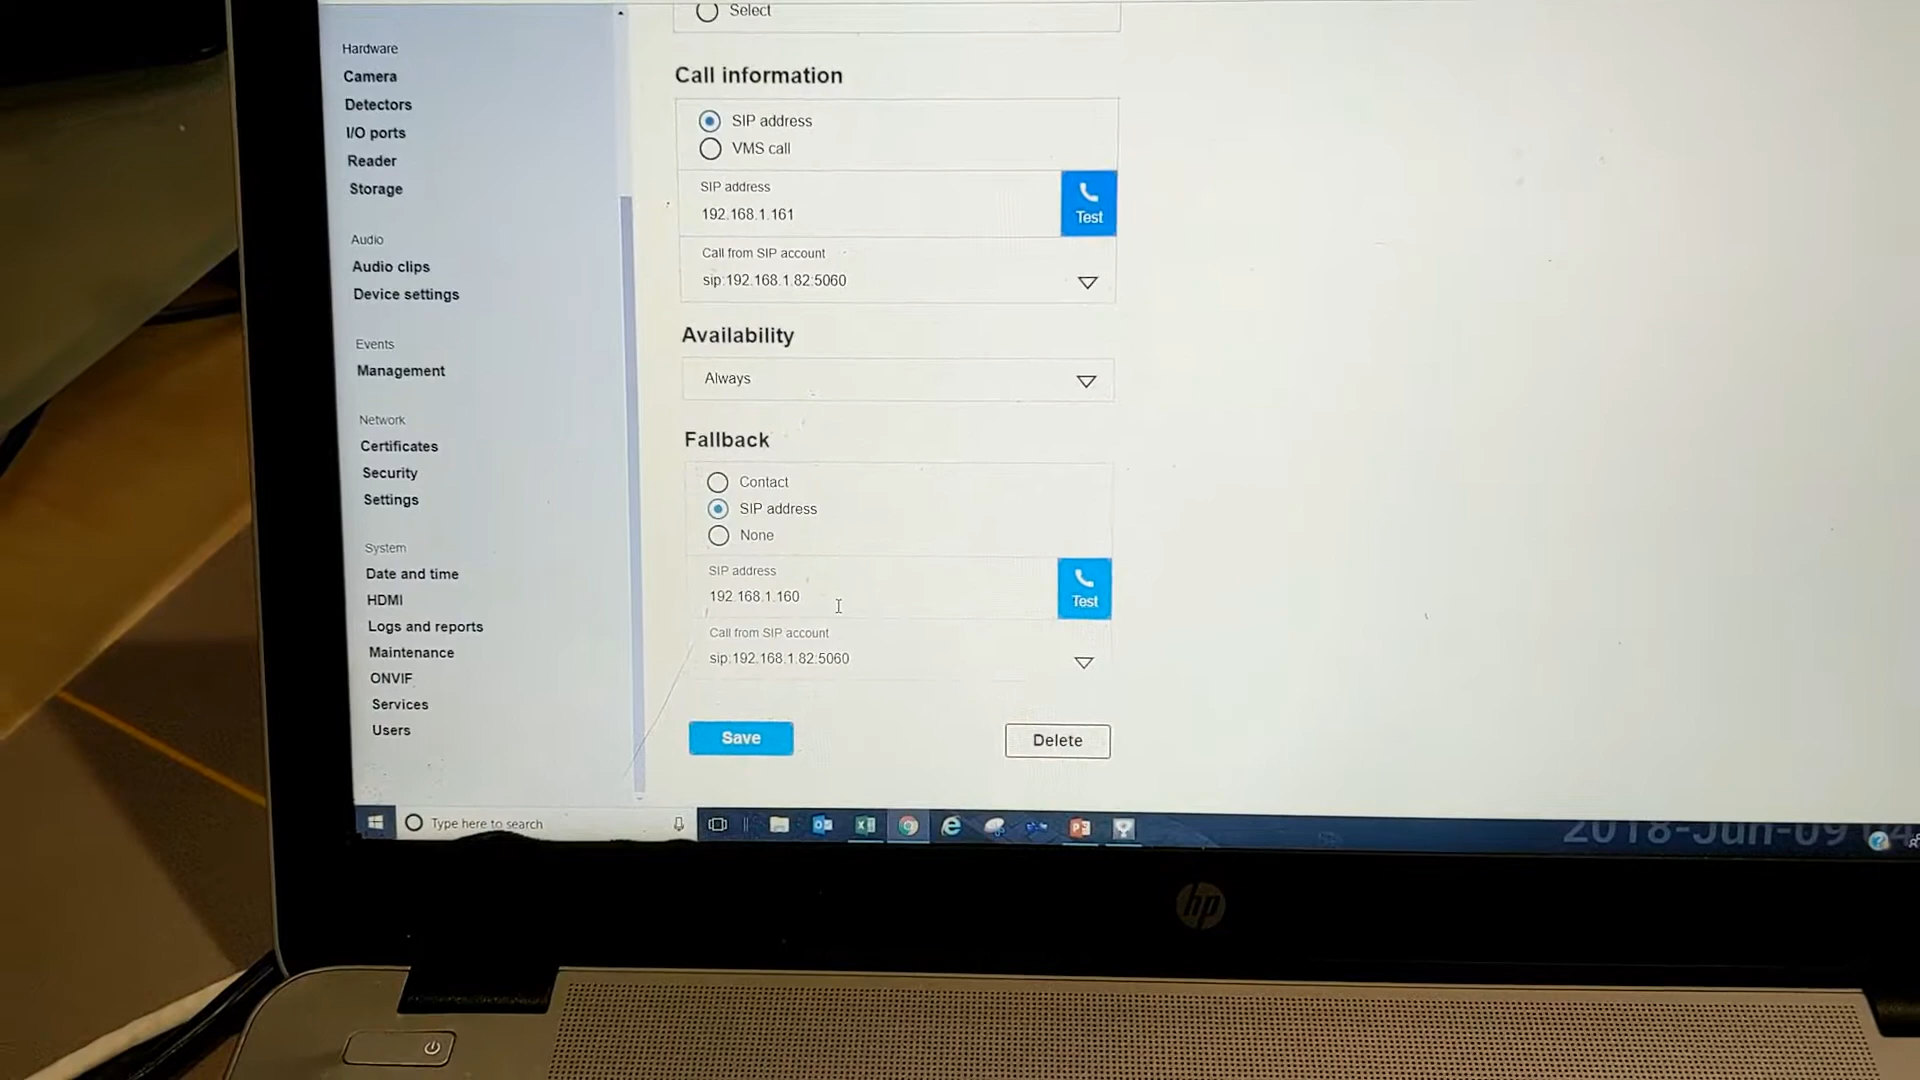 Select
Hardware
Camera
Detectors
I/O ports
Reader
Storage
Audio
Audio clips
Device settings
Events
Management
Network
Certificates
Security
Settings
System
Date and time
HDMI
Logs and reports
Maintenance
ONVIF
Services
Users
Call information
SIP address
VMS call
SIP address
192.168.1.161
Test
Call from SIP account
sip:192.168.1.82:5060
Availability
Always
Fallback
Contact
SIP address
None
SIP address
192.168.1.160
Test
Call from SIP account
sip:192.168.1.82:5060
Save
Delete
Type here to search
2018-Jun-09 04
hp